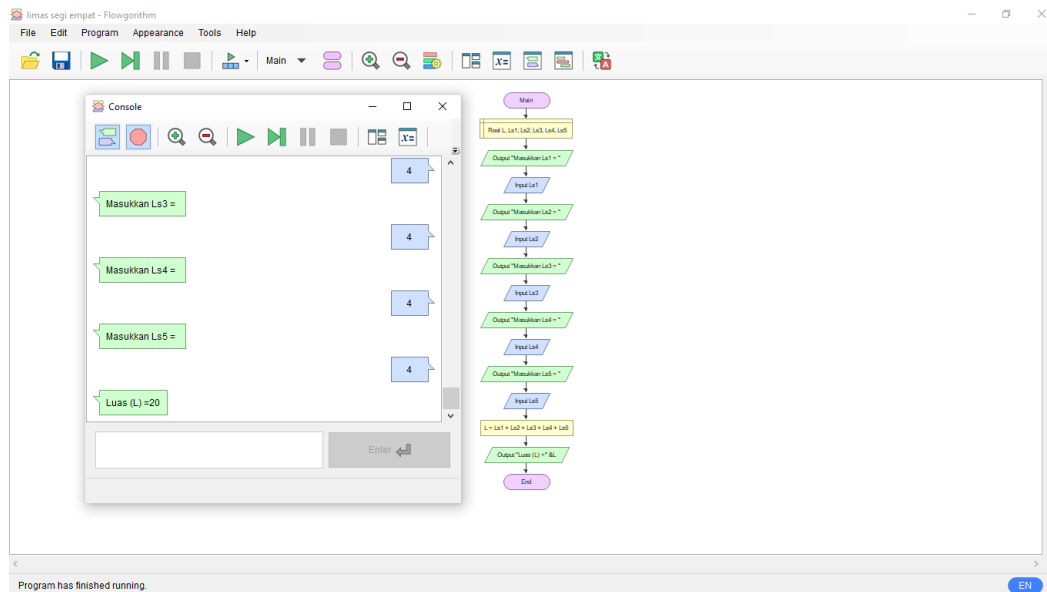 limas segi empat - Flowgorithm
File Edit Program Appearance Tools Help
Main
x=
Console
x=
4
Masukkan Ls3 =
4
Masukkan Ls4 =
4
Masukkan Ls5 =
4
Luas (L) =20
Enter
Main
Real L, Ls1, Ls2, Ls3, Ls4, Ls5
Output "Masukkan Ls1 = "
Input Ls1
Output "Masukkan Ls2 = "
Input Ls2
Output "Masukkan Ls3 = "
Input Ls3
Output "Masukkan Ls4 = "
Input Ls4
Output "Masukkan Ls5 = "
Input Ls5
L = Ls1 + Ls2 + Ls3 + Ls4 + Ls5
Output "Luas (L) =" &L
End
Program has finished running.
EN